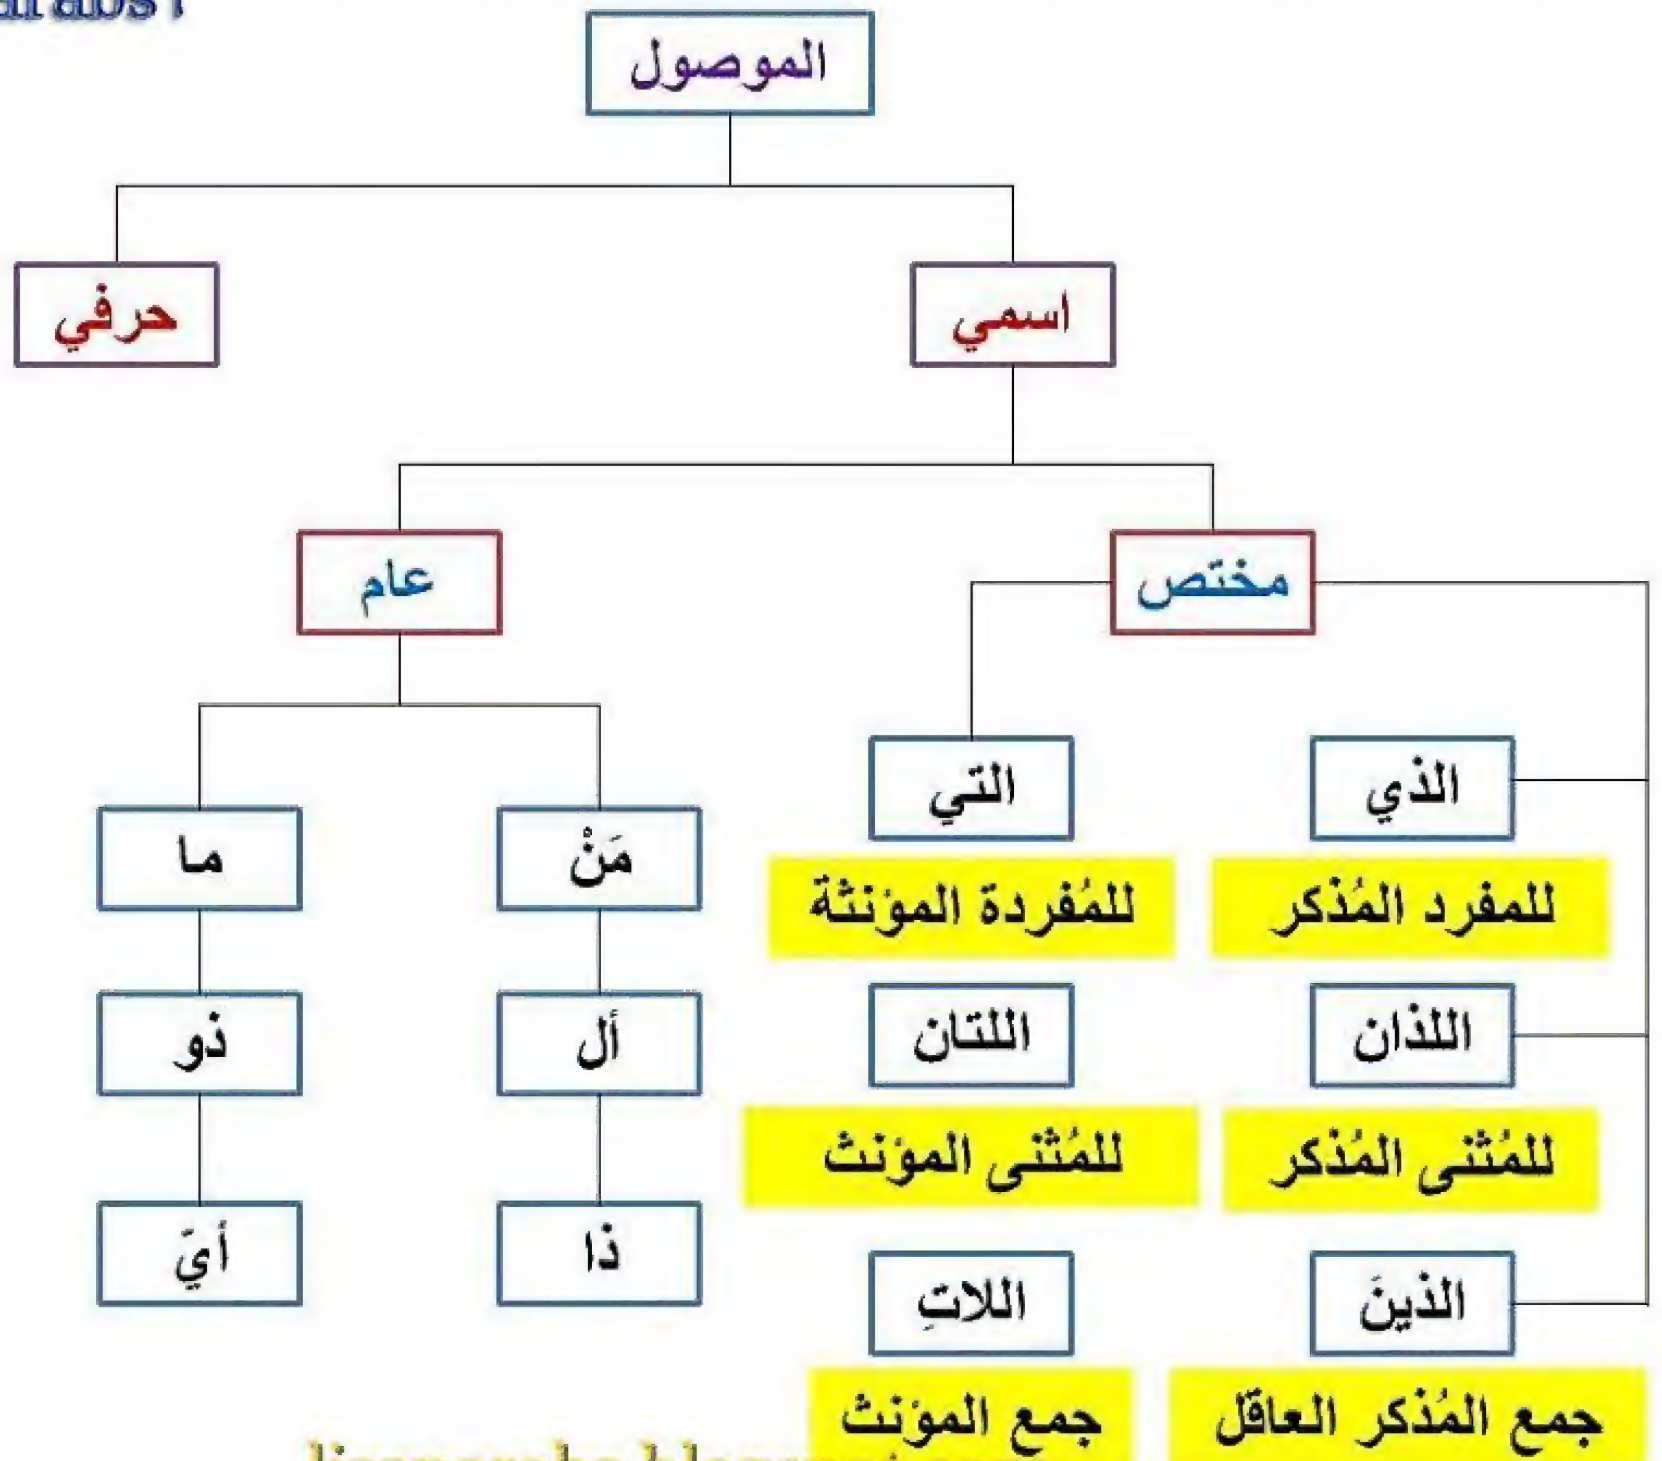 الموصول
اسمي
حرفي
مختص
عام
الذي
التي
للمفرد المُذكر
للمُفردة المؤنثة
مَنْ
ما
اللذان
اللتان
للمُثنى المُذكر
للمُثنى المؤنث
أل
ذو
الذينَ
اللاتِ
جمع المُذكر العاقل
جمع المؤنث
ذا
أيّ